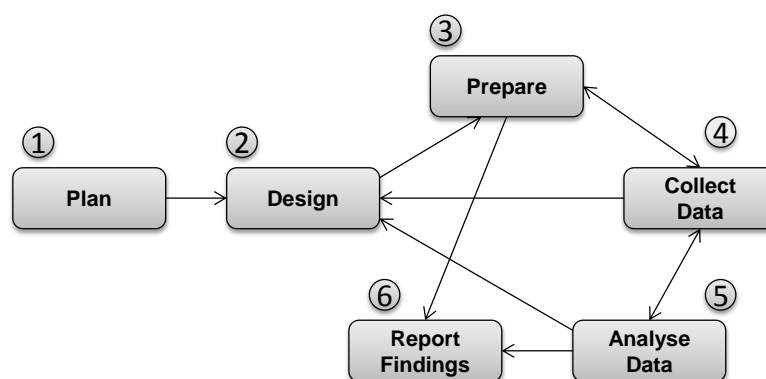 1
Plan
2
Design
3
Prepare
4
Collect
Data
5
Analyse
Data
6
Report
Findings